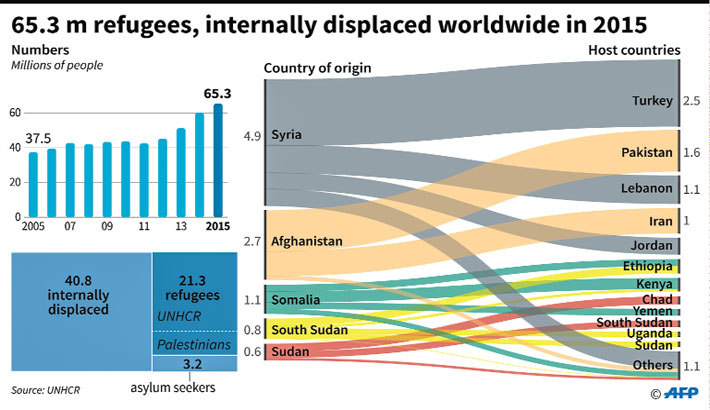 65.3 m refugees, internally displaced worldwide in 2015
Numbers
Millions of people
65.3
60
37.5
40
20
0
2005 07 09 11 13 2015
40.8
internally
displaced
21.3
refugees
UNHCR
Palestinians
3.2
asylum seekers
Source: UNHCR
Country of origin
4.9 Syria
2.7 Afghanistan
1.1 Somalia
0.8 South Sudan
0.6 Sudan
Host countries
Turkey 2.5
Pakistan 1.6
Lebanon 1.1
Iran 1
Jordan
Ethiopia
Kenya
Chad
Yemen
South Sudan
Uganda
Sudan
Others 1.1
© AFP